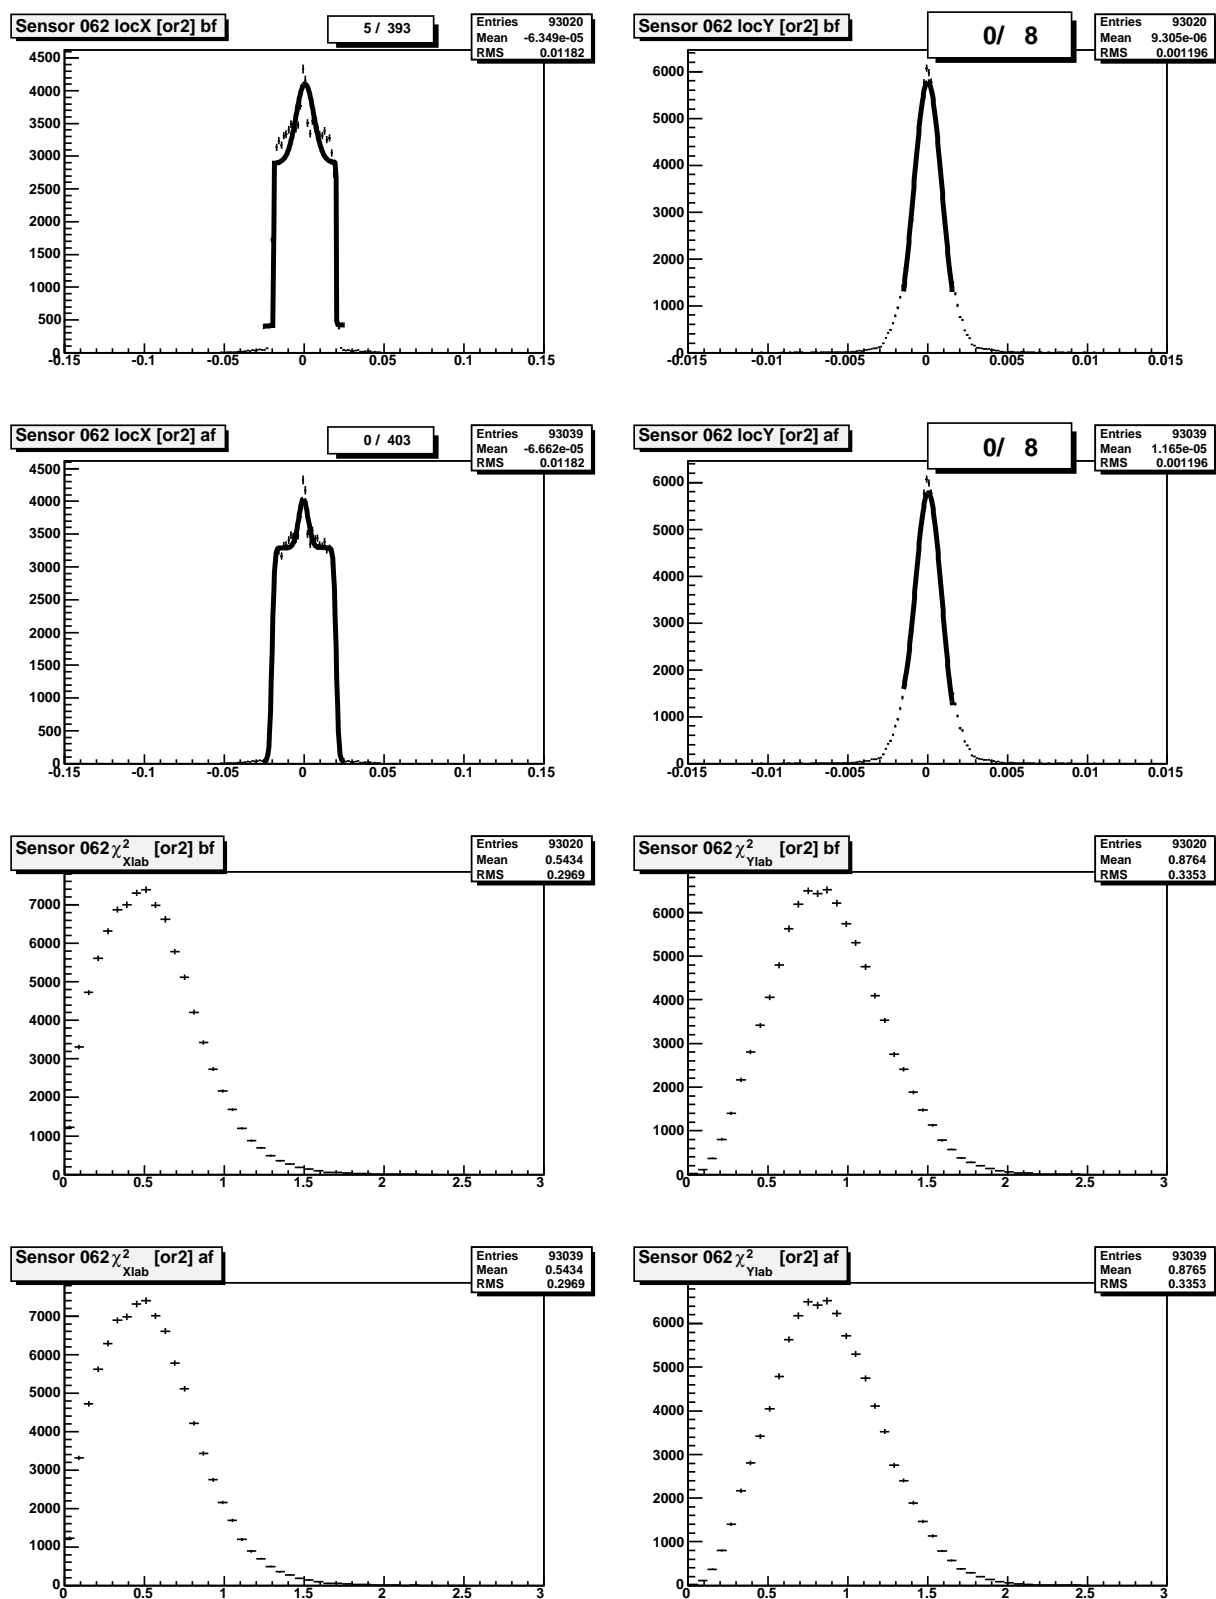 Sensor 062 locX [or2] bf
5 / 393
Entries 93020
Mean -6.349e-05
RMS 0.01182
4500
4000
3500
3000
2500
2000
1500
1000
500
0
-0.15 -0.1 -0.05 0 0.05 0.1 0.15
Sensor 062 locY [or2] bf
0/ 8
Entries 93020
Mean 9.305e-06
RMS 0.001196
6000
5000
4000
3000
2000
1000
0
-0.015 -0.01 -0.005 0 0.005 0.01 0.015
Sensor 062 locX [or2] af
0 / 403
Entries 93039
Mean -6.662e-05
RMS 0.01182
4500
4000
3500
3000
2500
2000
1500
1000
500
0
-0.15 -0.1 -0.05 0 0.05 0.1 0.15
Sensor 062 locY [or2] af
0/ 8
Entries 93039
Mean 1.165e-05
RMS 0.001196
6000
5000
4000
3000
2000
1000
0
-0.015 -0.01 -0.005 0 0.005 0.01 0.015
Sensor 062 χ²Xlab [or2] bf
Entries 93020
Mean 0.5434
RMS 0.2969
7000
6000
5000
4000
3000
2000
1000
0
0 0.5 1 1.5 2 2.5 3
Sensor 062 χ²Ylab [or2] bf
Entries 93020
Mean 0.8764
RMS 0.3353
6000
5000
4000
3000
2000
1000
0
0 0.5 1 1.5 2 2.5 3
Sensor 062 χ²Xlab [or2] af
Entries 93039
Mean 0.5434
RMS 0.2969
7000
6000
5000
4000
3000
2000
1000
0
0 0.5 1 1.5 2 2.5 3
Sensor 062 χ²Ylab [or2] af
Entries 93039
Mean 0.8765
RMS 0.3353
6000
5000
4000
3000
2000
1000
0
0 0.5 1 1.5 2 2.5 3